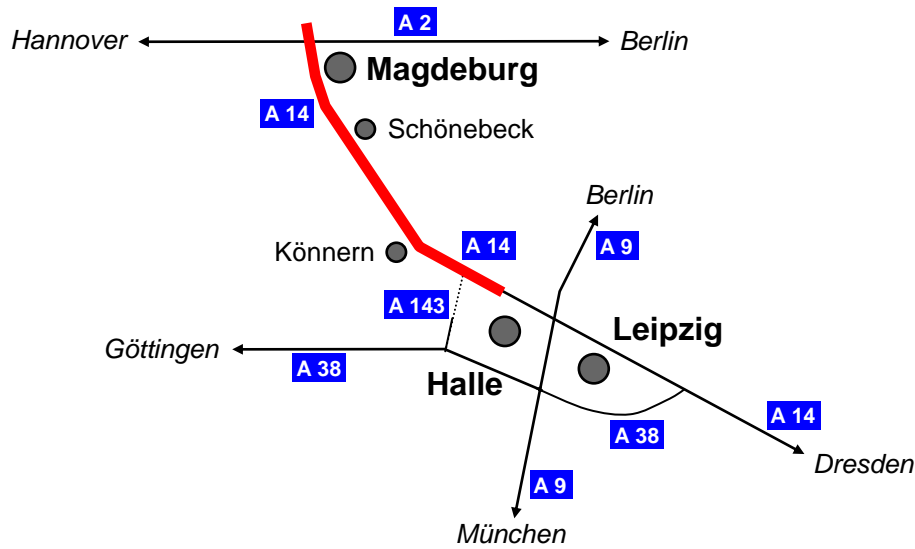 A 2
Hannover
Berlin
Magdeburg
A 14
Schönebeck
Berlin
Könnern
A 14
A 9
A 143
Leipzig
Göttingen
A 38
Halle
A 14
A 38
Dresden
A 9
München